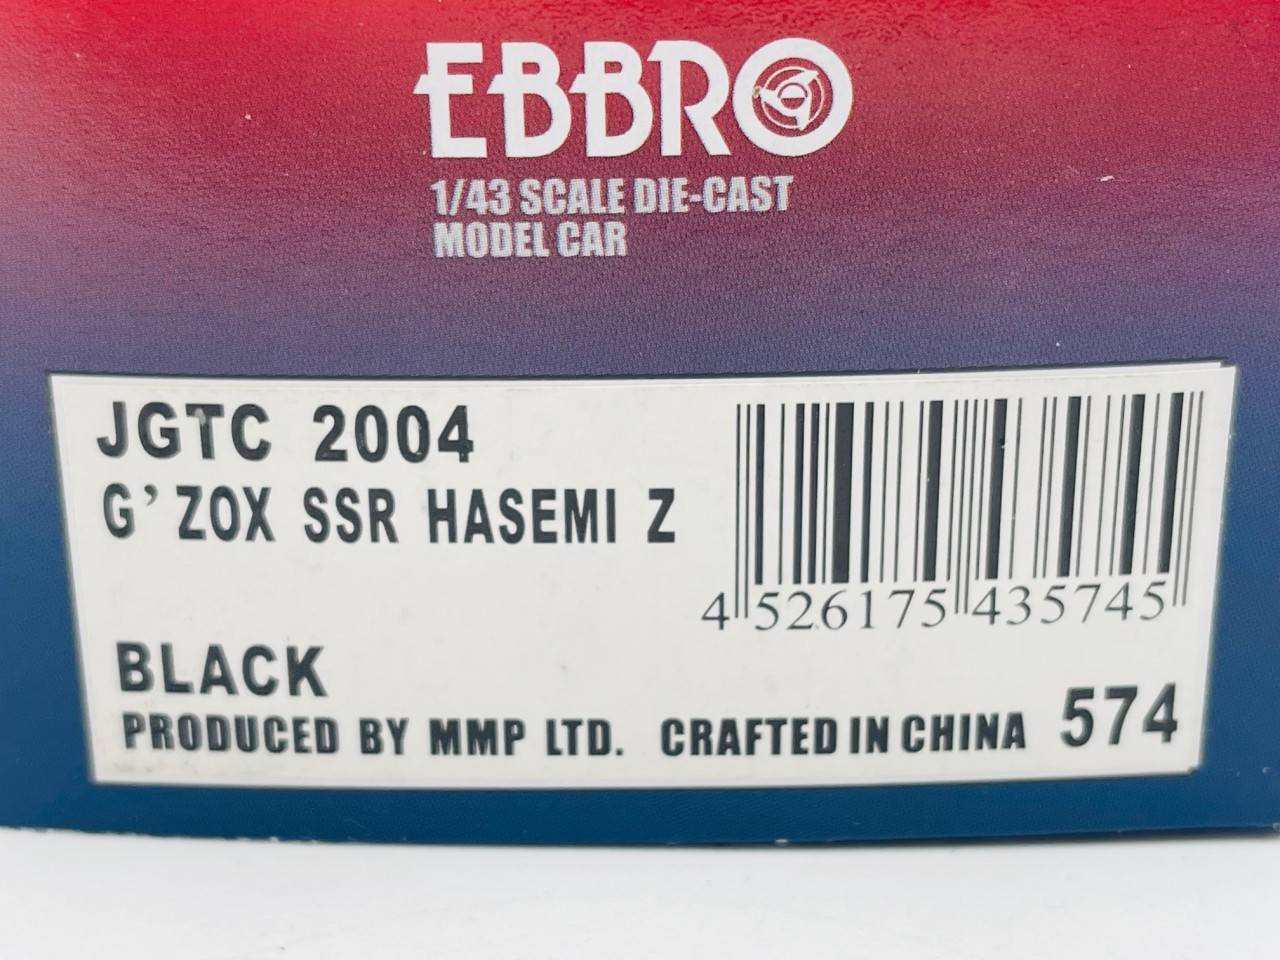 EBBRO
1/43 SCALE DIE-CAST
MODEL CAR
JGTC 2004
G'ZOX SSR HASEMI Z
4 526175 435745
BLACK
PRODUCED BY MMP LTD. CRAFTED IN CHINA 574